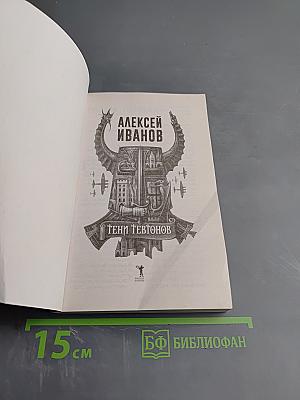 АЛЕКСЕЙ
ИВАНОВ
ТЕНИ ТЕВТОНОВ
15 см
БФ БИБЛИОФАН